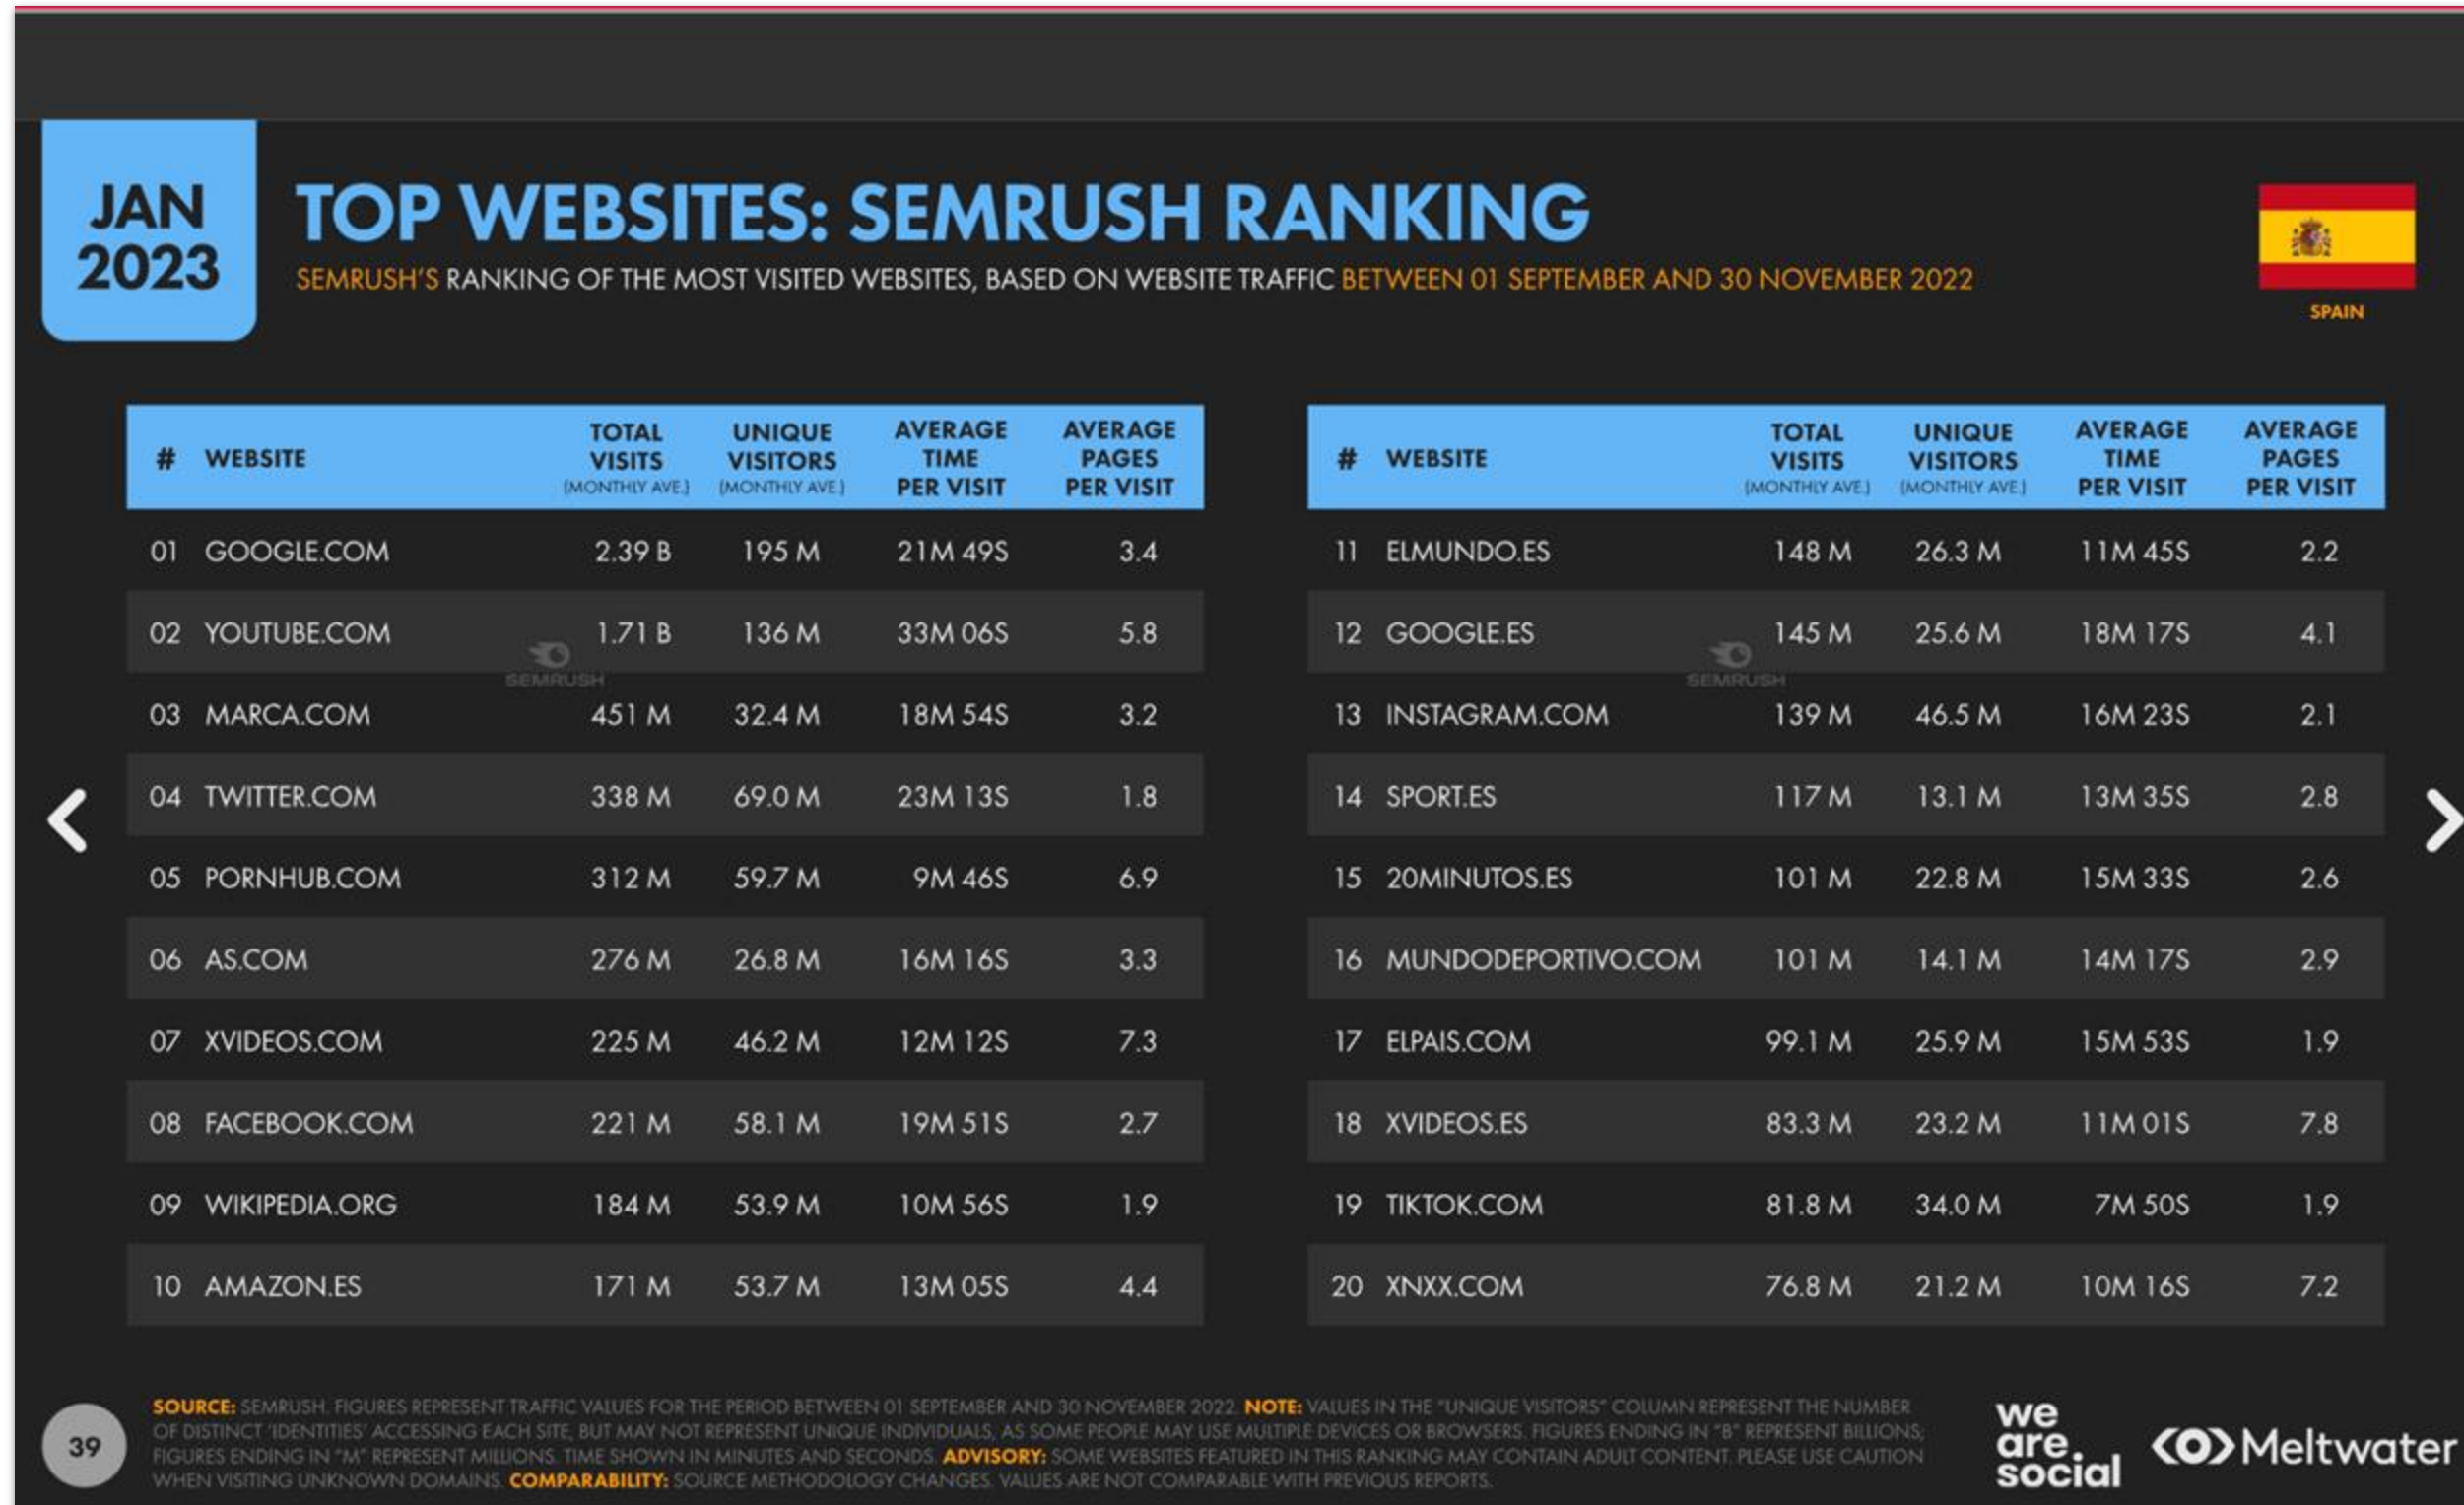 JAN
2023
TOP WEBSITES: SEMRUSH RANKING
SEMRUSH'S RANKING OF THE MOST VISITED WEBSITES, BASED ON WEBSITE TRAFFIC BETWEEN 01 SEPTEMBER AND 30 NOVEMBER 2022
SPAIN
# WEBSITE TOTAL VISITS (MONTHLY AVE.) UNIQUE VISITORS (MONTHLY AVE.) AVERAGE TIME PER VISIT AVERAGE PAGES PER VISIT
01 GOOGLE.COM 2.39 B 195 M 21M 49S 3.4
02 YOUTUBE.COM 1.71 B 136 M 33M 06S 5.8
SEMRUSH
03 MARCA.COM 451 M 32.4 M 18M 54S 3.2
04 TWITTER.COM 338 M 69.0 M 23M 13S 1.8
05 PORNHUB.COM 312 M 59.7 M 9M 46S 6.9
06 AS.COM 276 M 26.8 M 16M 16S 3.3
07 XVIDEOS.COM 225 M 46.2 M 12M 12S 7.3
08 FACEBOOK.COM 221 M 58.1 M 19M 51S 2.7
09 WIKIPEDIA.ORG 184 M 53.9 M 10M 56S 1.9
10 AMAZON.ES 171 M 53.7 M 13M 05S 4.4
# WEBSITE TOTAL VISITS (MONTHLY AVE.) UNIQUE VISITORS (MONTHLY AVE.) AVERAGE TIME PER VISIT AVERAGE PAGES PER VISIT
11 ELMUNDO.ES 148 M 26.3 M 11M 45S 2.2
12 GOOGLE.ES 145 M 25.6 M 18M 17S 4.1
SEMRUSH
13 INSTAGRAM.COM 139 M 46.5 M 16M 23S 2.1
14 SPORT.ES 117 M 13.1 M 13M 35S 2.8
15 20MINUTOS.ES 101 M 22.8 M 15M 33S 2.6
16 MUNDODEPORTIVO.COM 101 M 14.1 M 14M 17S 2.9
17 ELPAIS.COM 99.1 M 25.9 M 15M 53S 1.9
18 XVIDEOS.ES 83.3 M 23.2 M 11M 01S 7.8
19 TIKTOK.COM 81.8 M 34.0 M 7M 50S 1.9
20 XNXX.COM 76.8 M 21.2 M 10M 16S 7.2
39
SOURCE: SEMRUSH. FIGURES REPRESENT TRAFFIC VALUES FOR THE PERIOD BETWEEN 01 SEPTEMBER AND 30 NOVEMBER 2022. NOTE: VALUES IN THE "UNIQUE VISITORS" COLUMN REPRESENT THE NUMBER
OF DISTINCT 'IDENTITIES' ACCESSING EACH SITE, BUT MAY NOT REPRESENT UNIQUE INDIVIDUALS, AS SOME PEOPLE MAY USE MULTIPLE DEVICES OR BROWSERS. FIGURES ENDING IN "B" REPRESENT BILLIONS;
FIGURES ENDING IN "M" REPRESENT MILLIONS. TIME SHOWN IN MINUTES AND SECONDS. ADVISORY: SOME WEBSITES FEATURED IN THIS RANKING MAY CONTAIN ADULT CONTENT. PLEASE USE CAUTION
WHEN VISITING UNKNOWN DOMAINS. COMPARABILITY: SOURCE METHODOLOGY CHANGES. VALUES ARE NOT COMPARABLE WITH PREVIOUS REPORTS.
we
are
social
Meltwater